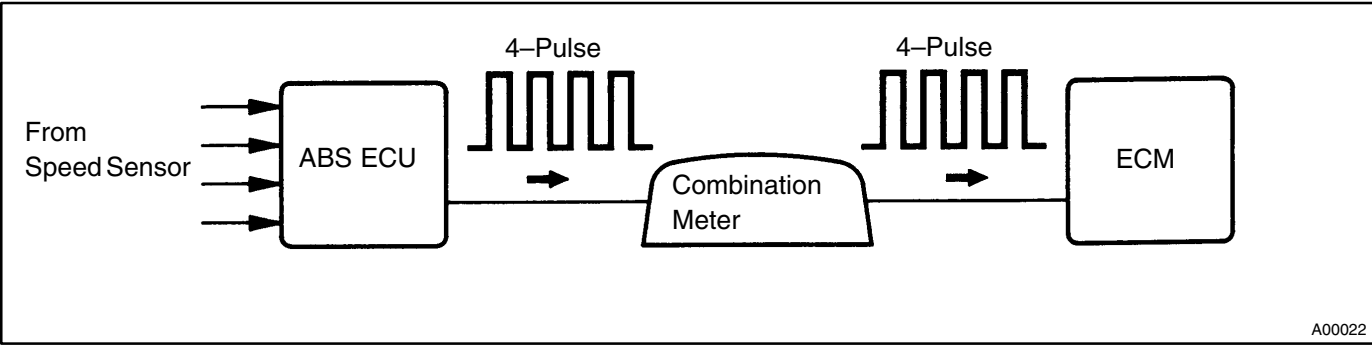 4–Pulse
4–Pulse
From
Speed Sensor
ABS ECU
Combination
Meter
ECM
A00022